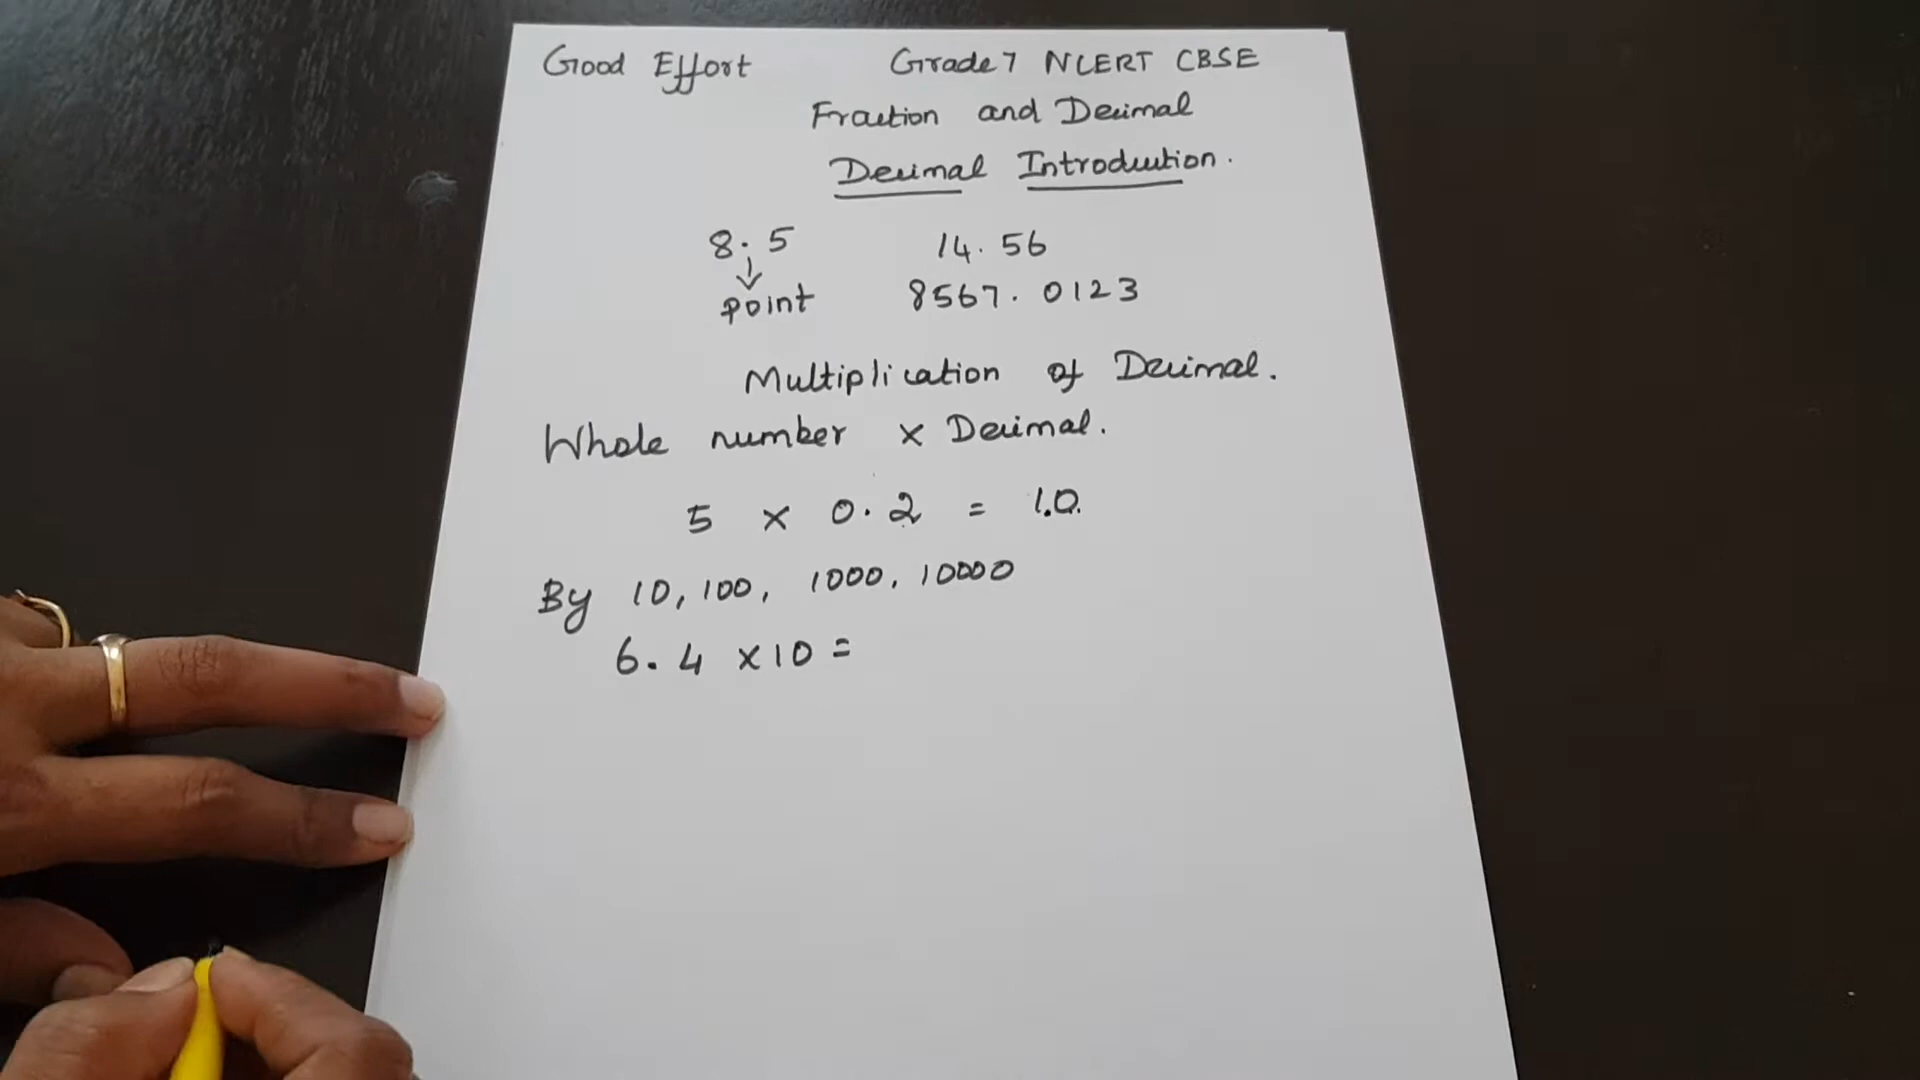 Good Effort Grade 7 NCERT CBSE
Fraction and Decimal
Decimal Introduction.
8.5 14.56
point 8567.0123
Multiplication of Decimal.
Whole number x Decimal.
5 x 0.2 = 1.0.
By 10, 100, 1000, 10000
6.4 x 10 =